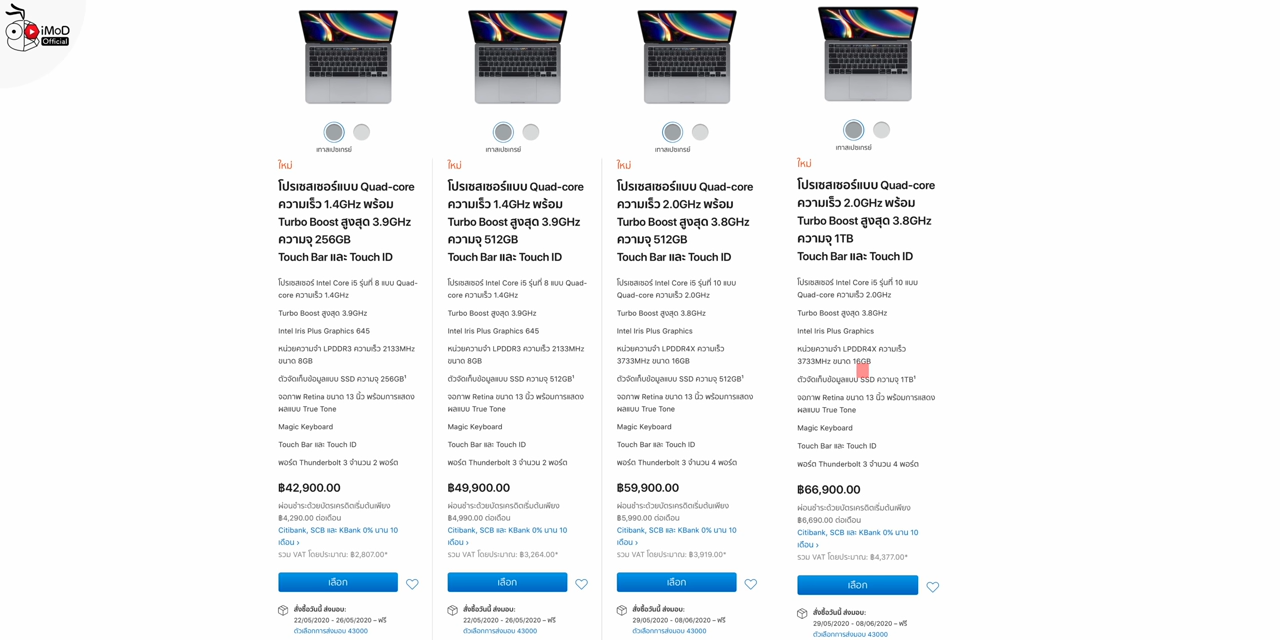 iMoD
Official
เทาสเปซเกรย์
ใหม่
โปรเซสเซอร์แบบ Quad-core
ความเร็ว 1.4GHz พร้อม
Turbo Boost สูงสุด 3.9GHz
ความจุ 256GB
Touch Bar และ Touch ID
โปรเซสเซอร์ Intel Core i5 รุ่นที่ 8 แบบ Quad-
core ความเร็ว 1.4GHz
Turbo Boost สูงสุด 3.9GHz
Intel Iris Plus Graphics 645
หน่วยความจำ LPDDR3 ความเร็ว 2133MHz
ขนาด 8GB
ตัวจัดเก็บข้อมูลแบบ SSD ความจุ 256GB¹
จอภาพ Retina ขนาด 13 นิ้ว พร้อมการแสดง
ผลแบบ True Tone
Magic Keyboard
Touch Bar และ Touch ID
พอร์ต Thunderbolt 3 จำนวน 2 พอร์ต
฿42,900.00
ผ่อนชำระด้วยบัตรเครดิตเริ่มต้นเพียง
฿4,290.00 ต่อเดือน
Citibank, SCB และ KBank 0% นาน 10
เดือน ›
รวม VAT โดยประมาณ: ฿2,807.00*
เลือก
สั่งซื้อวันนี้ ส่งมอบ:
22/05/2020 - 26/05/2020 – ฟรี
ตัวเลือกการส่งมอบ 43000
เทาสเปซเกรย์
ใหม่
โปรเซสเซอร์แบบ Quad-core
ความเร็ว 1.4GHz พร้อม
Turbo Boost สูงสุด 3.9GHz
ความจุ 512GB
Touch Bar และ Touch ID
โปรเซสเซอร์ Intel Core i5 รุ่นที่ 8 แบบ Quad-
core ความเร็ว 1.4GHz
Turbo Boost สูงสุด 3.9GHz
Intel Iris Plus Graphics 645
หน่วยความจำ LPDDR3 ความเร็ว 2133MHz
ขนาด 8GB
ตัวจัดเก็บข้อมูลแบบ SSD ความจุ 512GB¹
จอภาพ Retina ขนาด 13 นิ้ว พร้อมการแสดง
ผลแบบ True Tone
Magic Keyboard
Touch Bar และ Touch ID
พอร์ต Thunderbolt 3 จำนวน 2 พอร์ต
฿49,900.00
ผ่อนชำระด้วยบัตรเครดิตเริ่มต้นเพียง
฿4,990.00 ต่อเดือน
Citibank, SCB และ KBank 0% นาน 10
เดือน ›
รวม VAT โดยประมาณ: ฿3,264.00*
เลือก
สั่งซื้อวันนี้ ส่งมอบ:
22/05/2020 - 26/05/2020 – ฟรี
ตัวเลือกการส่งมอบ 43000
เทาสเปซเกรย์
ใหม่
โปรเซสเซอร์แบบ Quad-core
ความเร็ว 2.0GHz พร้อม
Turbo Boost สูงสุด 3.8GHz
ความจุ 512GB
Touch Bar และ Touch ID
โปรเซสเซอร์ Intel Core i5 รุ่นที่ 10 แบบ
Quad-core ความเร็ว 2.0GHz
Turbo Boost สูงสุด 3.8GHz
Intel Iris Plus Graphics
หน่วยความจำ LPDDR4X ความเร็ว
3733MHz ขนาด 16GB
ตัวจัดเก็บข้อมูลแบบ SSD ความจุ 512GB¹
จอภาพ Retina ขนาด 13 นิ้ว พร้อมการแสดง
ผลแบบ True Tone
Magic Keyboard
Touch Bar และ Touch ID
พอร์ต Thunderbolt 3 จำนวน 4 พอร์ต
฿59,900.00
ผ่อนชำระด้วยบัตรเครดิตเริ่มต้นเพียง
฿5,990.00 ต่อเดือน
Citibank, SCB และ KBank 0% นาน 10
เดือน ›
รวม VAT โดยประมาณ: ฿3,919.00*
เลือก
สั่งซื้อวันนี้ ส่งมอบ:
29/05/2020 - 08/06/2020 – ฟรี
ตัวเลือกการส่งมอบ 43000
เทาสเปซเกรย์
ใหม่
โปรเซสเซอร์แบบ Quad-core
ความเร็ว 2.0GHz พร้อม
Turbo Boost สูงสุด 3.8GHz
ความจุ 1TB
Touch Bar และ Touch ID
โปรเซสเซอร์ Intel Core i5 รุ่นที่ 10 แบบ
Quad-core ความเร็ว 2.0GHz
Turbo Boost สูงสุด 3.8GHz
Intel Iris Plus Graphics
หน่วยความจำ LPDDR4X ความเร็ว
3733MHz ขนาด 16GB
ตัวจัดเก็บข้อมูลแบบ SSD ความจุ 1TB¹
จอภาพ Retina ขนาด 13 นิ้ว พร้อมการแสดง
ผลแบบ True Tone
Magic Keyboard
Touch Bar และ Touch ID
พอร์ต Thunderbolt 3 จำนวน 4 พอร์ต
฿66,900.00
ผ่อนชำระด้วยบัตรเครดิตเริ่มต้นเพียง
฿6,690.00 ต่อเดือน
Citibank, SCB และ KBank 0% นาน 10
เดือน ›
รวม VAT โดยประมาณ: ฿4,377.00*
เลือก
สั่งซื้อวันนี้ ส่งมอบ:
29/05/2020 - 08/06/2020 – ฟรี
ตัวเลือกการส่งมอบ 43000